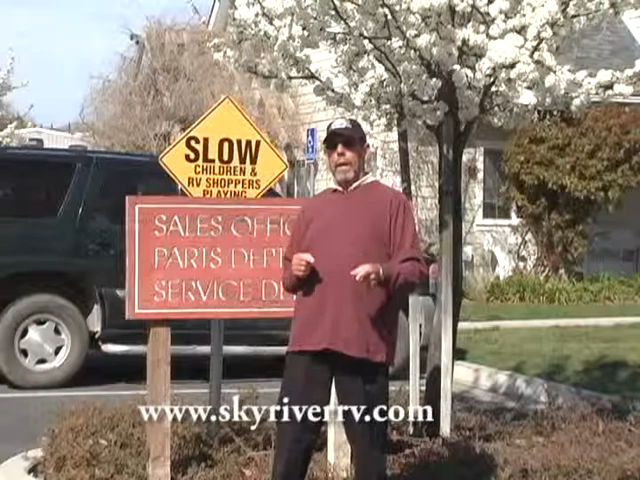 SLOW
CHILDREN &
RV SHOPPERS
PLAYING
SALES OFFIC
PARTS DEPT
SERVICE DE
www.skyriverrv.com